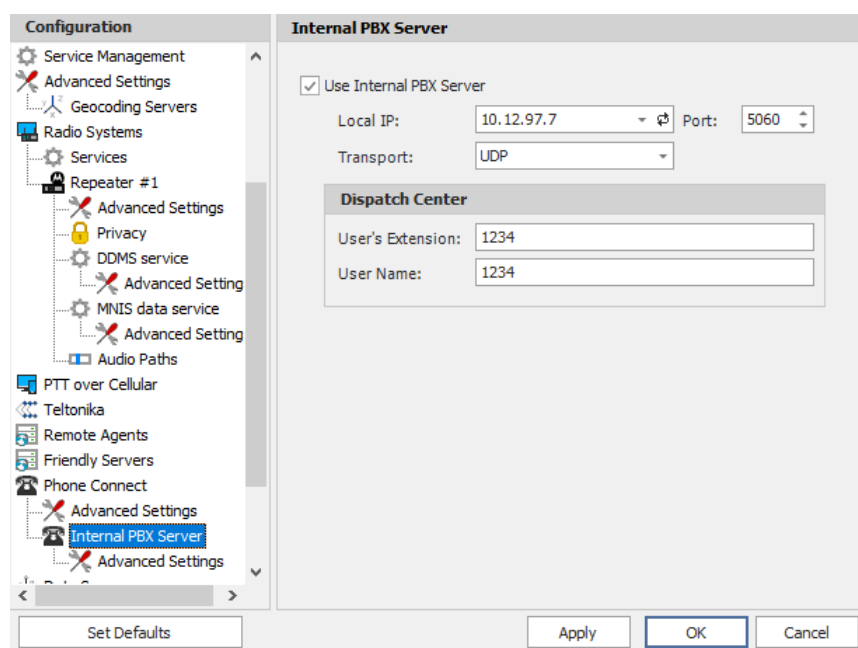 Configuration
Service Management
Advanced Settings
Geocoding Servers
Radio Systems
Services
Repeater #1
Advanced Settings
Privacy
DDMS service
Advanced Setting
MNIS data service
Advanced Setting
Audio Paths
PTT over Cellular
Teltonika
Remote Agents
Friendly Servers
Phone Connect
Advanced Settings
Internal PBX Server
Advanced Settings
Set Defaults
Internal PBX Server
Use Internal PBX Server
Local IP: 10.12.97.7 Port: 5060
Transport: UDP
Dispatch Center
User's Extension: 1234
User Name: 1234
Apply OK Cancel